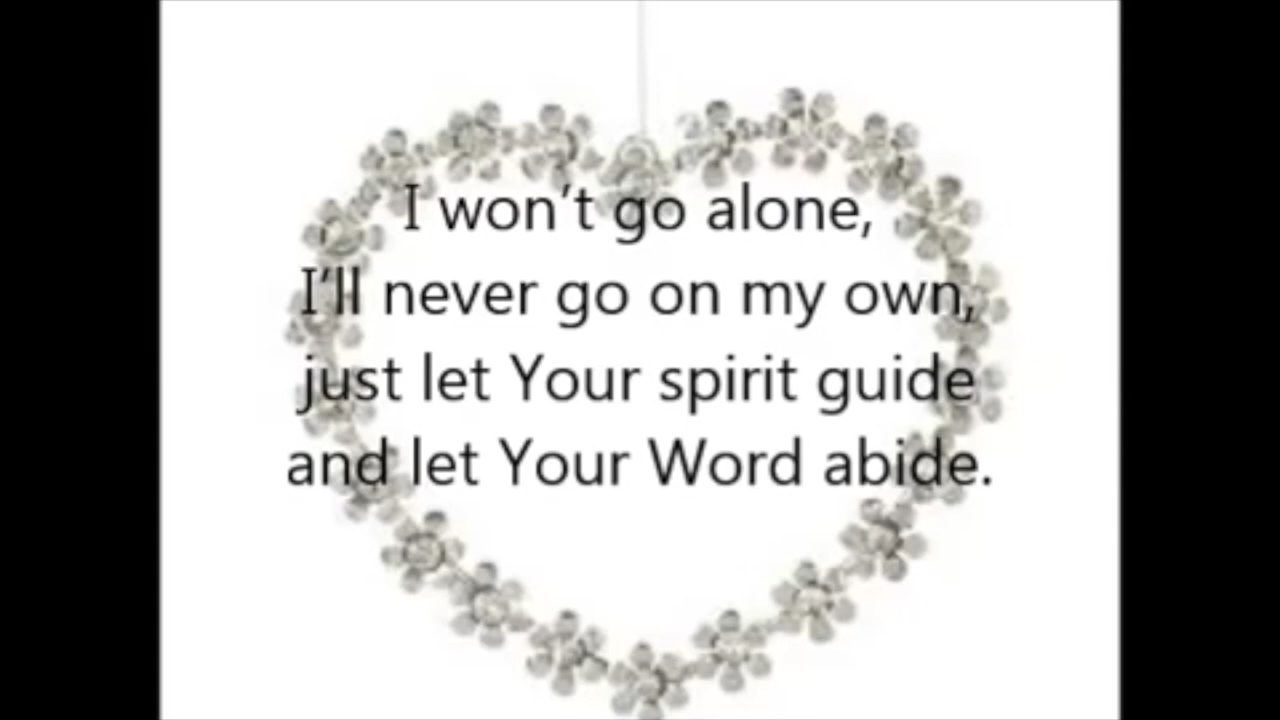 I won’t go alone,
I’ll never go on my own,
just let Your spirit guide
and let Your Word abide.